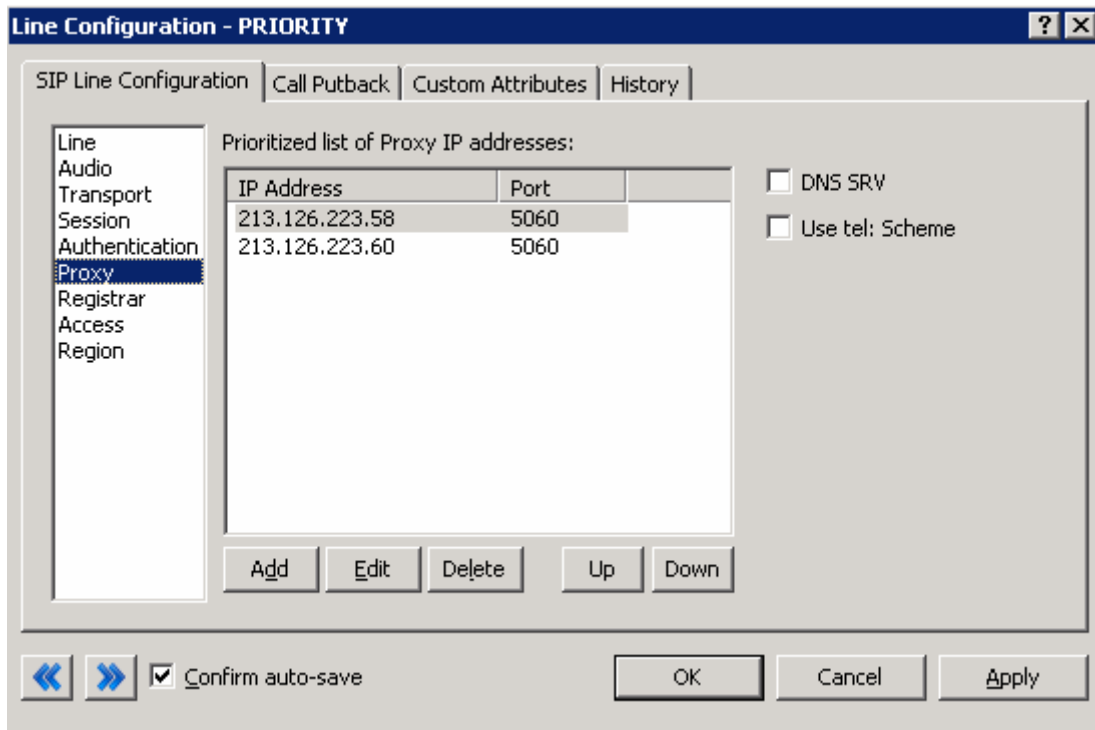 Line Configuration - PRIORITY
SIP Line Configuration Call Putback Custom Attributes History
Line
Audio
Transport
Session
Authentication
Proxy
Registrar
Access
Region
Prioritized list of Proxy IP addresses:
IP Address Port
213.126.223.58 5060
213.126.223.60 5060
DNS SRV
Use tel: Scheme
Add Edit Delete Up Down
Confirm auto-save OK Cancel Apply